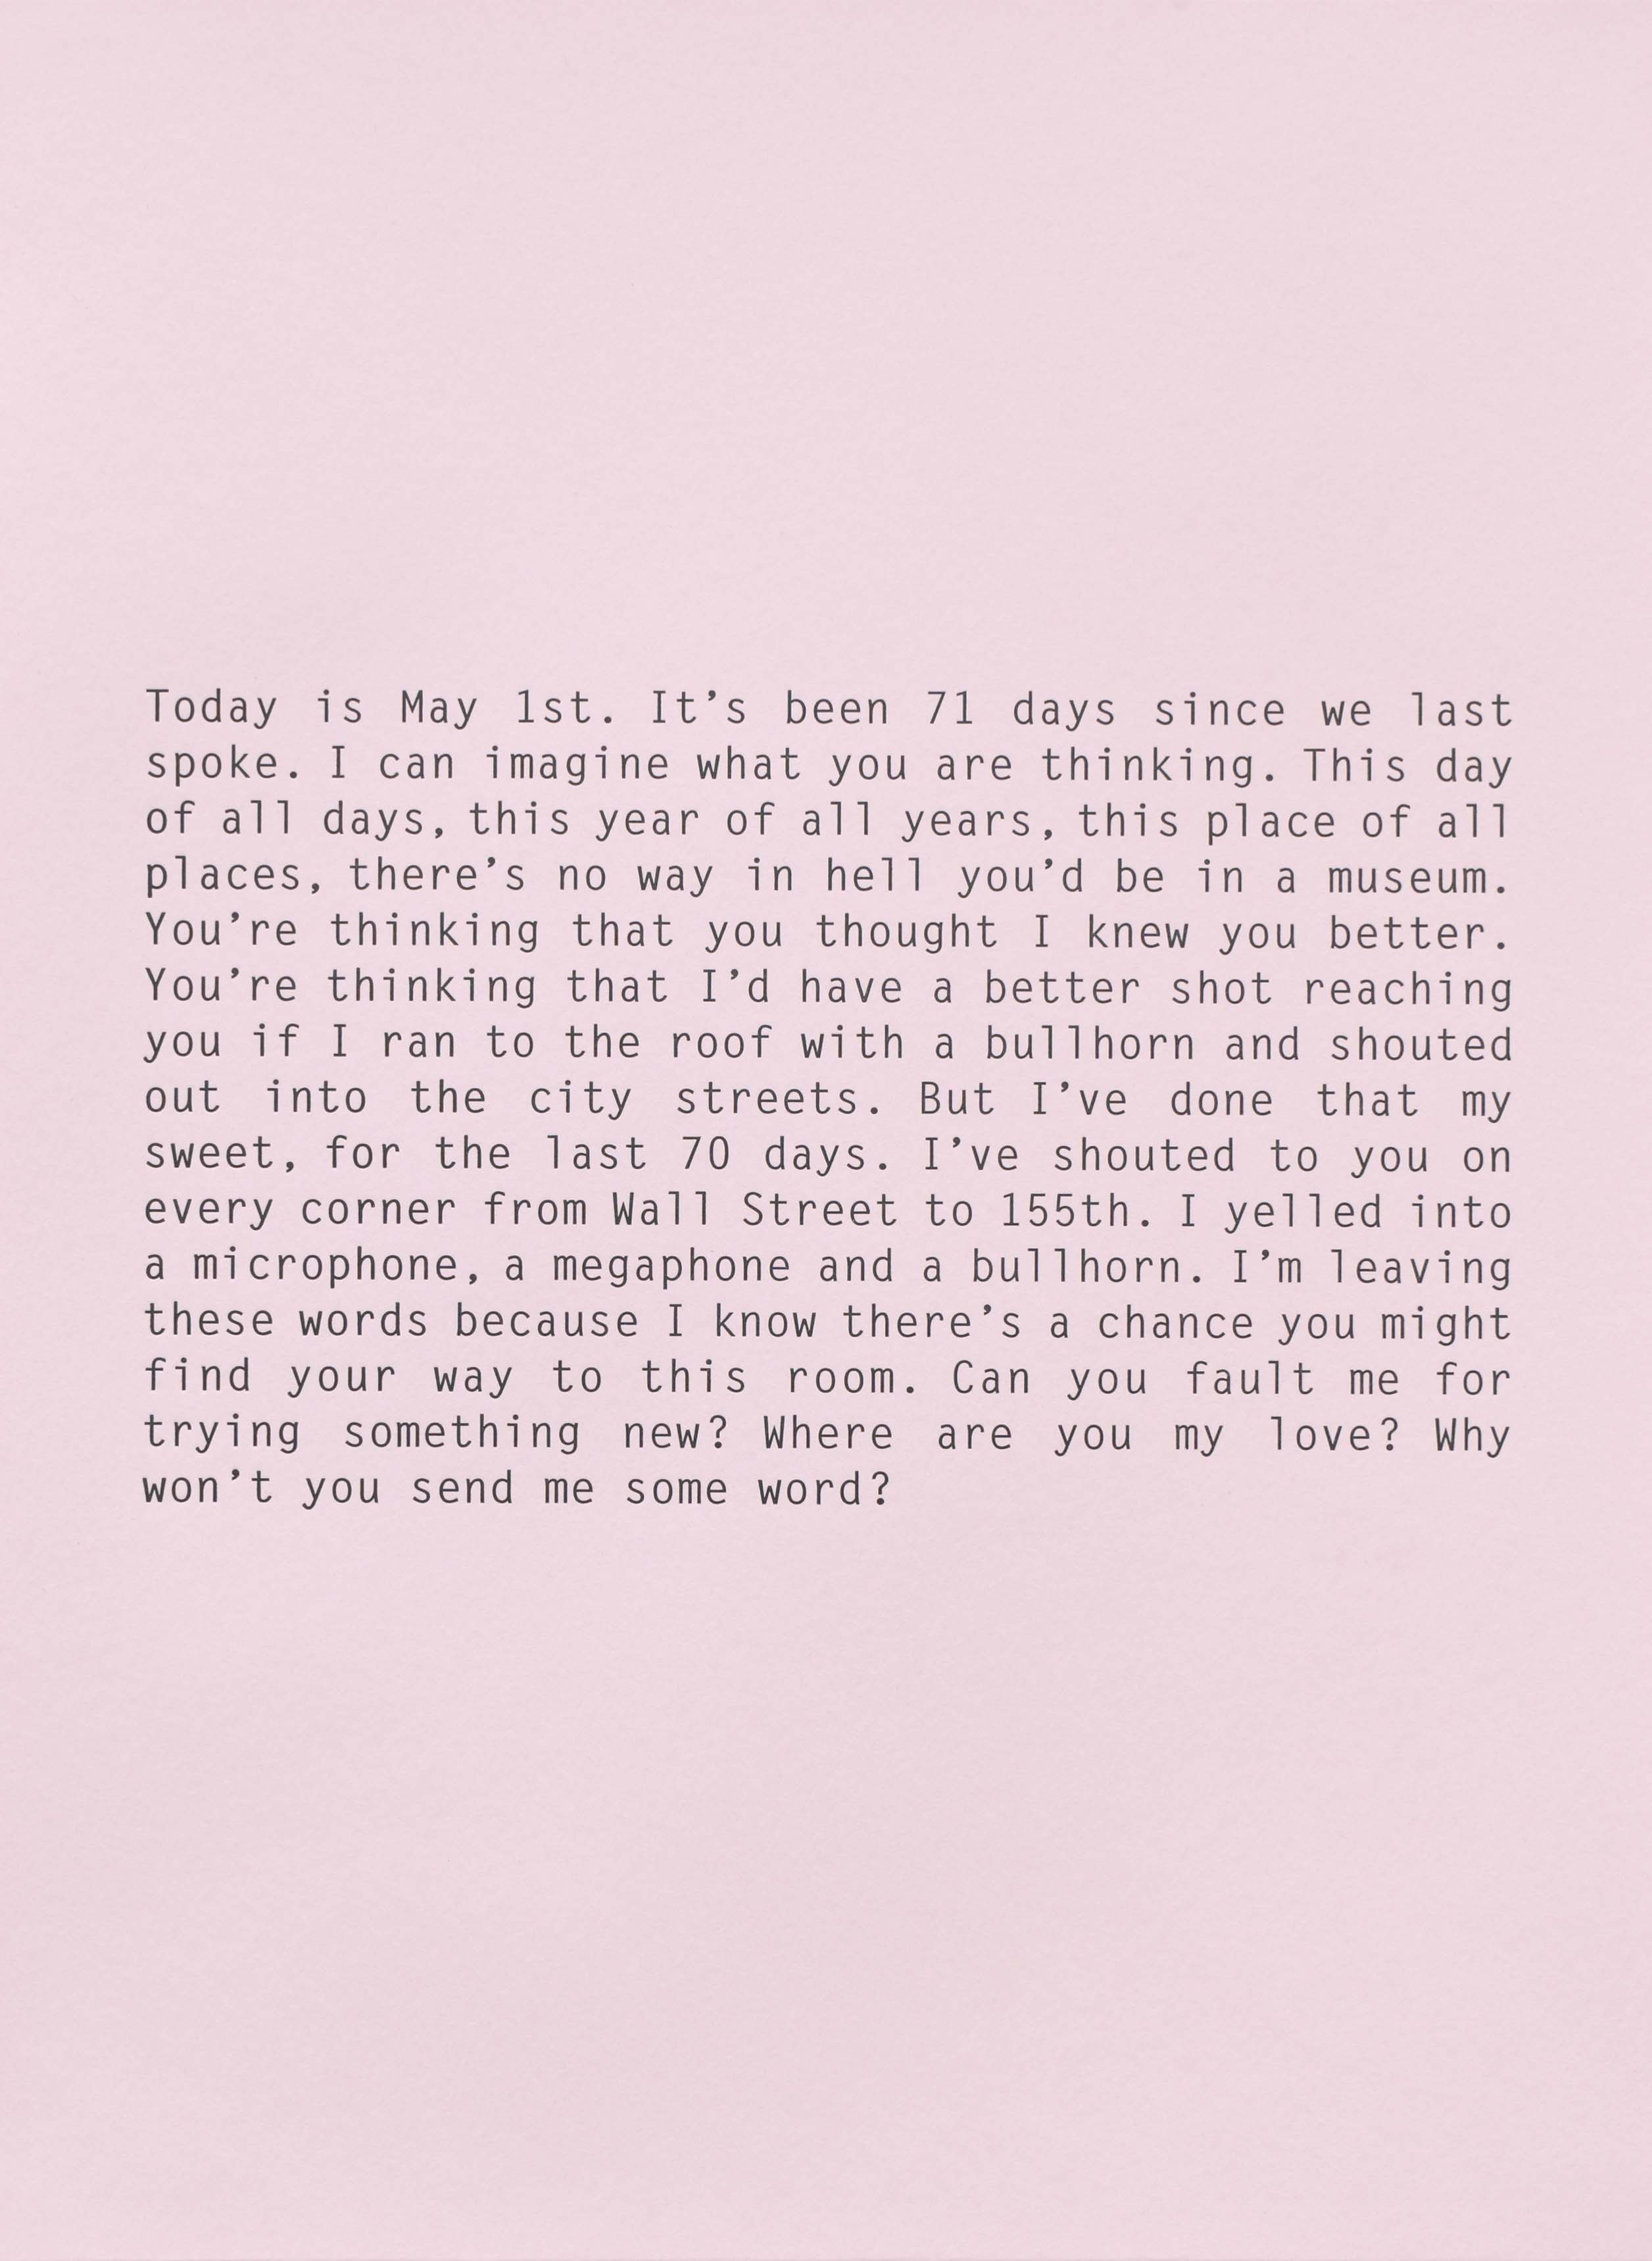 Today is May 1st. It’s been 71 days since we last
spoke. I can imagine what you are thinking. This day
of all days, this year of all years, this place of all
places, there’s no way in hell you’d be in a museum.
You’re thinking that you thought I knew you better.
You’re thinking that I’d have a better shot reaching
you if I ran to the roof with a bullhorn and shouted
out into the city streets. But I’ve done that my
sweet, for the last 70 days. I’ve shouted to you on
every corner from Wall Street to 155th. I yelled into
a microphone, a megaphone and a bullhorn. I’m leaving
these words because I know there’s a chance you might
find your way to this room. Can you fault me for
trying something new? Where are you my love? Why
won’t you send me some word?